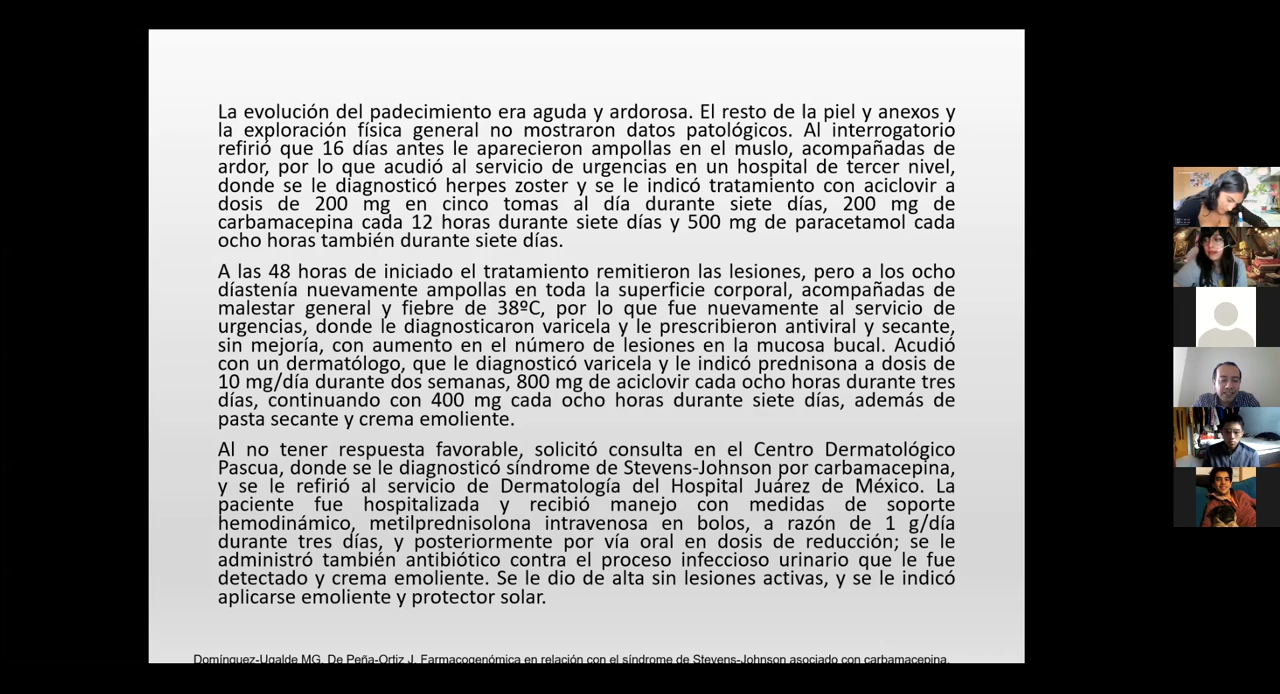 La evolución del padecimiento era aguda y ardorosa. El resto de la piel y anexos y
la exploración física general no mostraron datos patológicos. Al interrogatorio
refirió que 16 días antes le aparecieron ampollas en el muslo, acompañadas de
ardor, por lo que acudió al servicio de urgencias en un hospital de tercer nivel,
donde se le diagnosticó herpes zoster y se le indicó tratamiento con aciclovir a
dosis de 200 mg en cinco tomas al día durante siete días, 200 mg de
carbamacepina cada 12 horas durante siete días y 500 mg de paracetamol cada
ocho horas también durante siete días.
A las 48 horas de iniciado el tratamiento remitieron las lesiones, pero a los ocho
díastenía nuevamente ampollas en toda la superficie corporal, acompañadas de
malestar general y fiebre de 38ºC, por lo que fue nuevamente al servicio de
urgencias, donde le diagnosticaron varicela y le prescribieron antiviral y secante,
sin mejoría, con aumento en el número de lesiones en la mucosa bucal. Acudió
con un dermatólogo, que le diagnosticó varicela y le indicó prednisona a dosis de
10 mg/día durante dos semanas, 800 mg de aciclovir cada ocho horas durante tres
días, continuando con 400 mg cada ocho horas durante siete días, además de
pasta secante y crema emoliente.
Al no tener respuesta favorable, solicitó consulta en el Centro Dermatológico
Pascua, donde se le diagnosticó síndrome de Stevens-Johnson por carbamacepina,
y se le refirió al servicio de Dermatología del Hospital Juárez de México. La
paciente fue hospitalizada y recibió manejo con medidas de soporte
hemodinámico, metilprednisolona intravenosa en bolos, a razón de 1 g/día
durante tres días, y posteriormente por vía oral en dosis de reducción; se le
administró también antibiótico contra el proceso infeccioso urinario que le fue
detectado y crema emoliente. Se le dio de alta sin lesiones activas, y se le indicó
aplicarse emoliente y protector solar.
Domínguez-Ugalde MG, De Peña-Ortiz J. Farmacogenómica en relación con el síndrome de Stevens-Johnson asociado con carbamacepina.